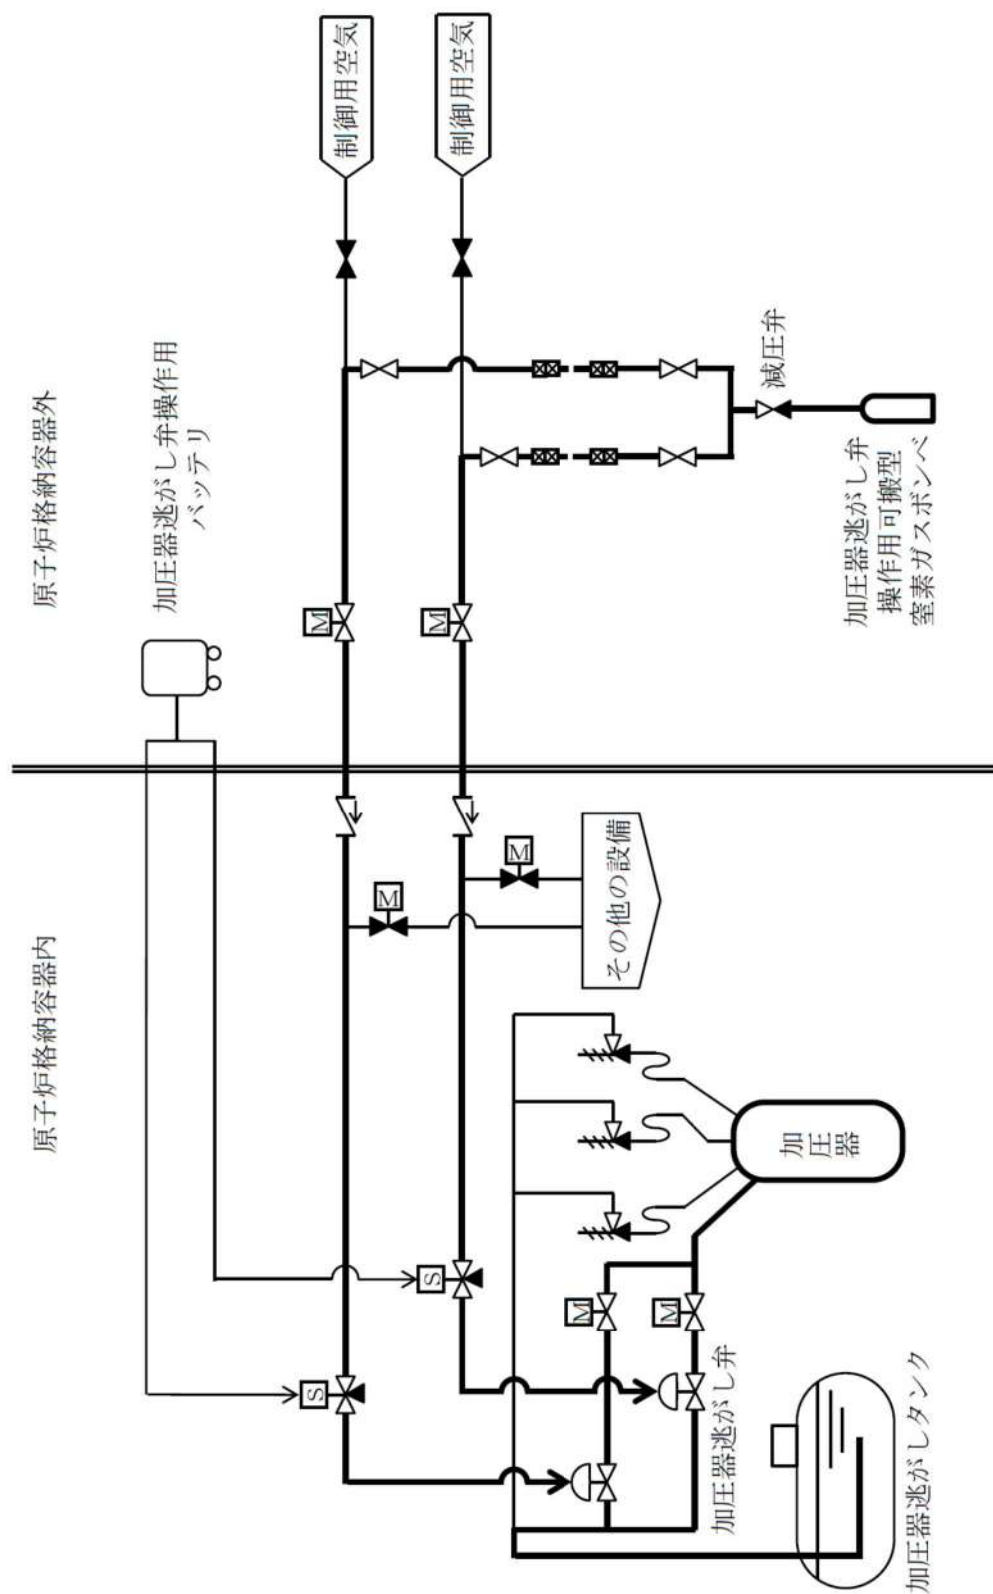 原子炉格納容器内
原子炉格納容器外
加圧器逃がし弁操作用
バッテリ
S
S
M
M
M
M
制御用空気
制御用空気
その他の設備
M
M
加圧器逃がし弁
加圧器
減圧弁
加圧器逃がし弁
操作用可搬型
窒素ガスボンベ
加圧器逃がしタンク